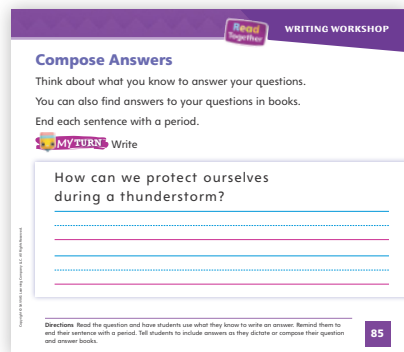 Read
Together
WRITING WORKSHOP
Compose Answers
Think about what you know to answer your questions.
You can also find answers to your questions in books.
End each sentence with a period.
MY TURN Write
How can we protect ourselves
during a thunderstorm?
Directions Read the question and have students use what they know to write an answer. Remind them to
end their sentence with a period. Tell students to include answers as they dictate or compose their question
and answer books.
85